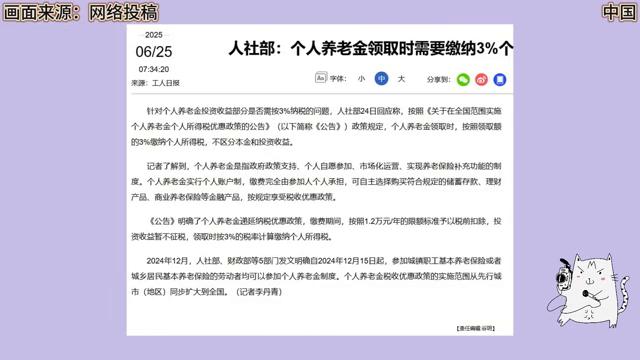 画面来源：网络投稿
中国
2025
06/25
07:34:20
来源：工人日报
人社部：个人养老金领取时需要缴纳3%个
字体：
小
中
大
分享到：
针对个人养老金投资收益部分是否需按3%纳税的问题，人社部24日回应称，按照《关于在全国范围实施
个人养老金个人所得税优惠政策的公告》（以下简称《公告》）政策规定，个人养老金领取时，按照领取额
的3%缴纳个人所得税，不区分本金和投资收益。
记者了解到，个人养老金是指政府政策支持、个人自愿参加、市场化运营、实现养老保险补充功能的制
度。个人养老金实行个人账户制，缴费完全由参加人个人承担，可自主选择购买符合规定的储蓄存款、理财
产品、商业养老保险等金融产品，按规定享受税收优惠政策。
《公告》明确了个人养老金递延纳税优惠政策，缴费期间，按照1.2万元/年的限额标准予以税前扣除，投
资收益暂不征税，领取时按3%的税率计算缴纳个人所得税。
2024年12月，人社部、财政部等5部门发文明确自2024年12月15日起，参加城镇职工基本养老保险或者
城乡居民基本养老保险的劳动者均可以参加个人养老金制度。个人养老金税收优惠政策的实施范围从先行城
市（地区）同步扩大到全国。（记者李丹青）
【责任编辑:谷玥】